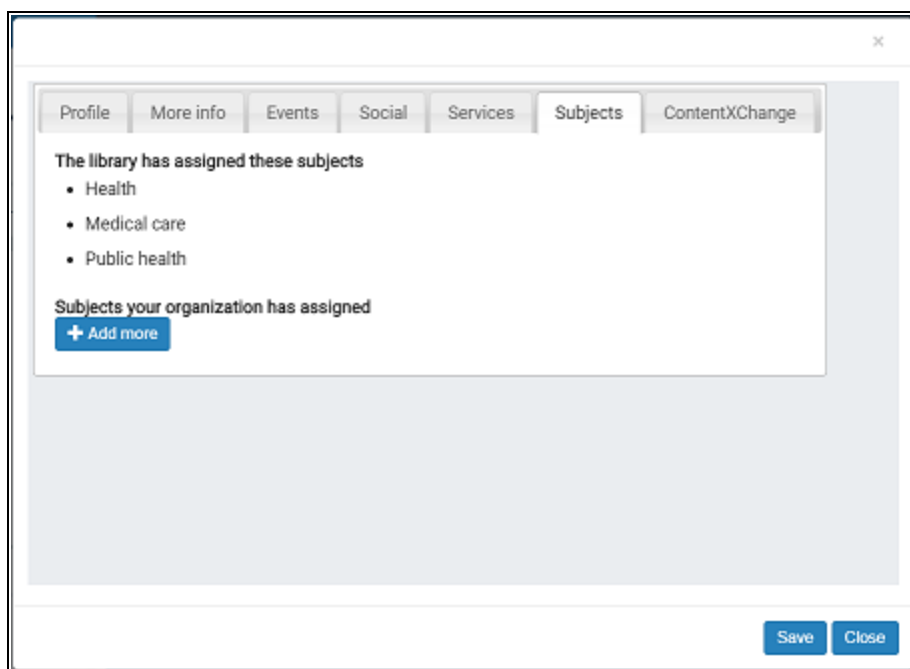 ×
Profile More info Events Social Services Subjects ContentXChange
The library has assigned these subjects
• Health
• Medical care
• Public health
Subjects your organization has assigned
+ Add more
Save Close